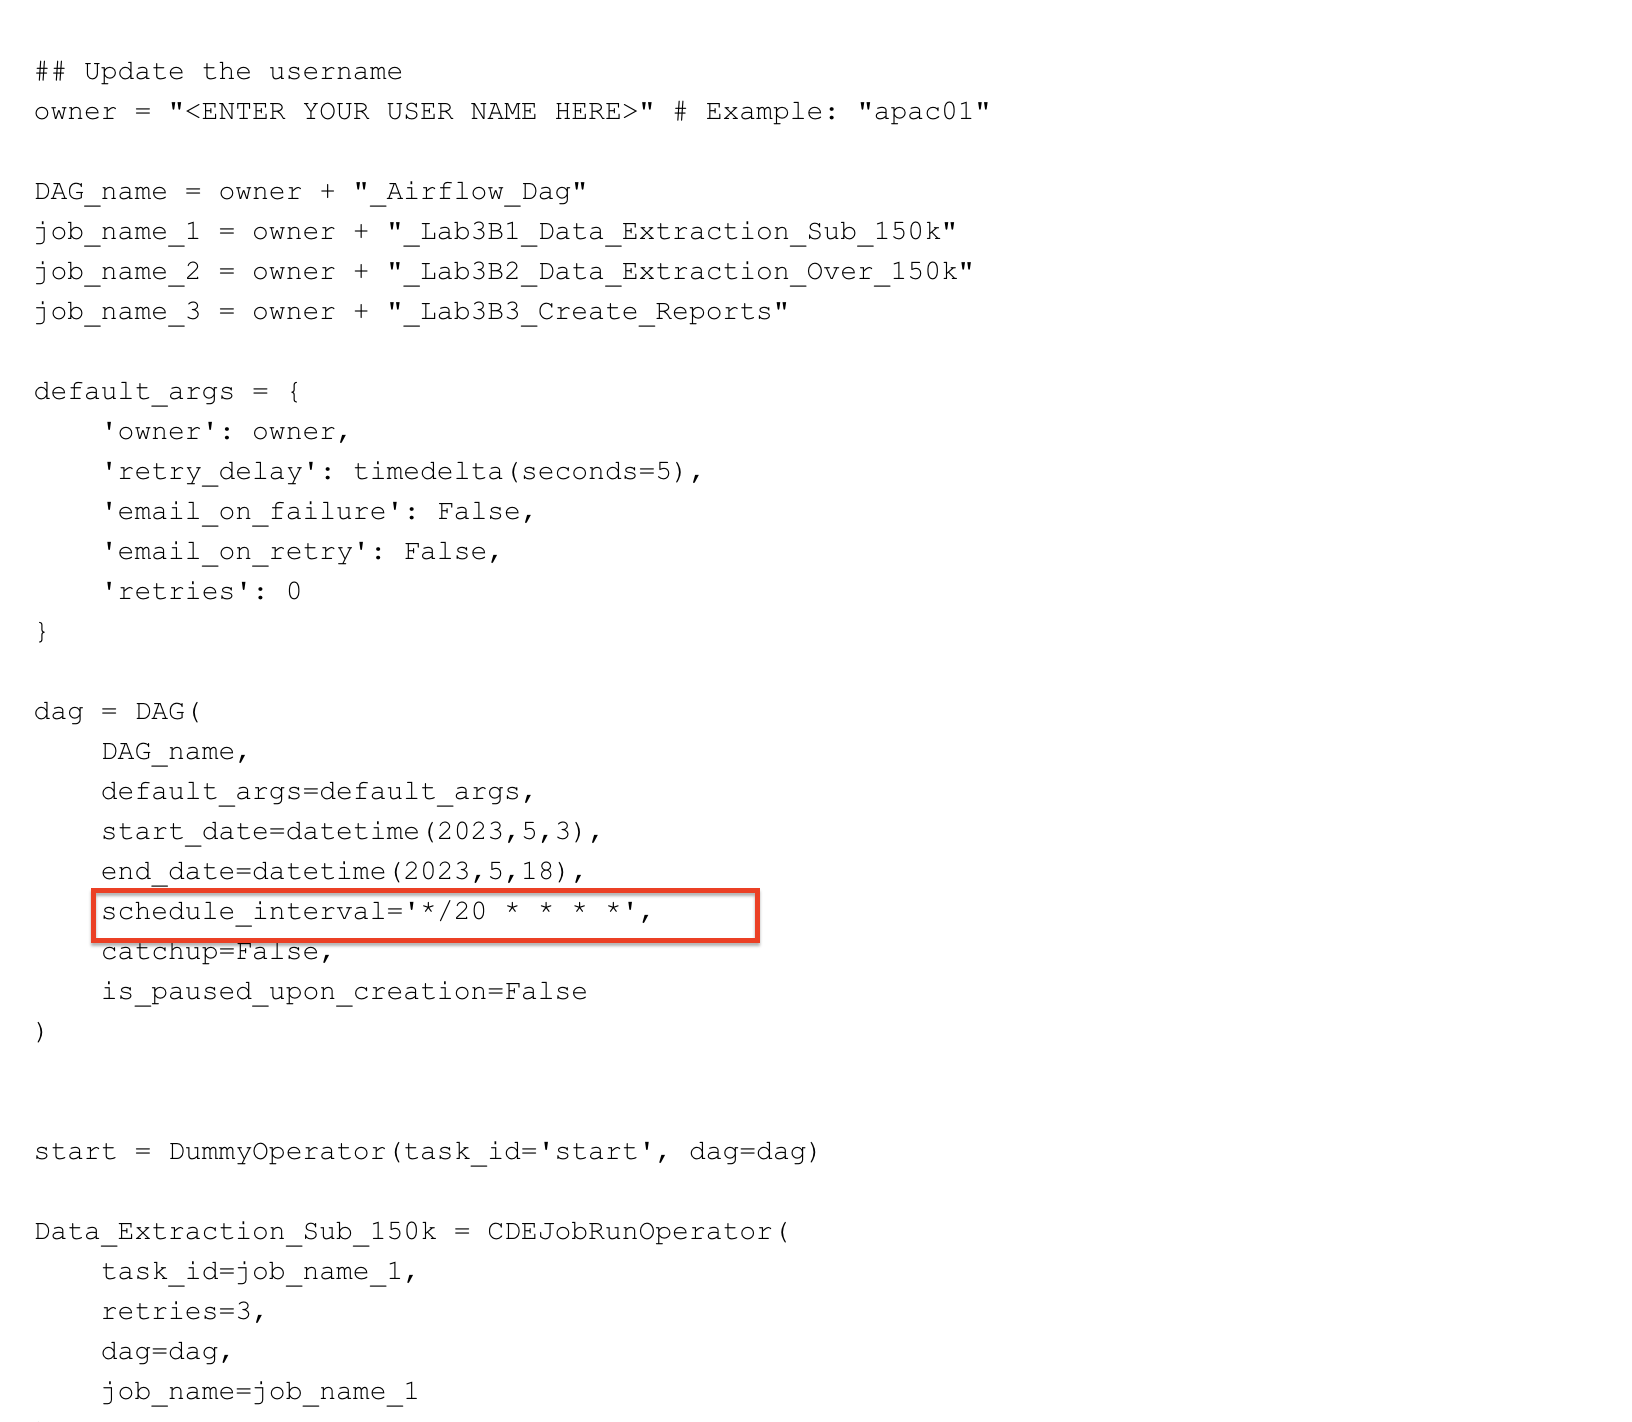 ## Update the username
owner = "<ENTER YOUR USER NAME HERE>" # Example: "apac01"
DAG_name = owner + "_Airflow_Dag"
job_name_1 = owner + "_Lab3B1_Data_Extraction_Sub_150k"
job_name_2 = owner + "_Lab3B2_Data_Extraction_Over_150k"
job_name_3 = owner + "_Lab3B3_Create_Reports"
default_args = {
    'owner': owner,
    'retry_delay': timedelta(seconds=5),
    'email_on_failure': False,
    'email_on_retry': False,
    'retries': 0
}
dag = DAG(
    DAG_name,
    default_args=default_args,
    start_date=datetime(2023,5,3),
    end_date=datetime(2023,5,18),
    schedule_interval='*/20 * * * *',
    catchup=False,
    is_paused_upon_creation=False
)
start = DummyOperator(task_id='start', dag=dag)
Data_Extraction_Sub_150k = CDEJobRunOperator(
    task_id=job_name_1,
    retries=3,
    dag=dag,
    job_name=job_name_1